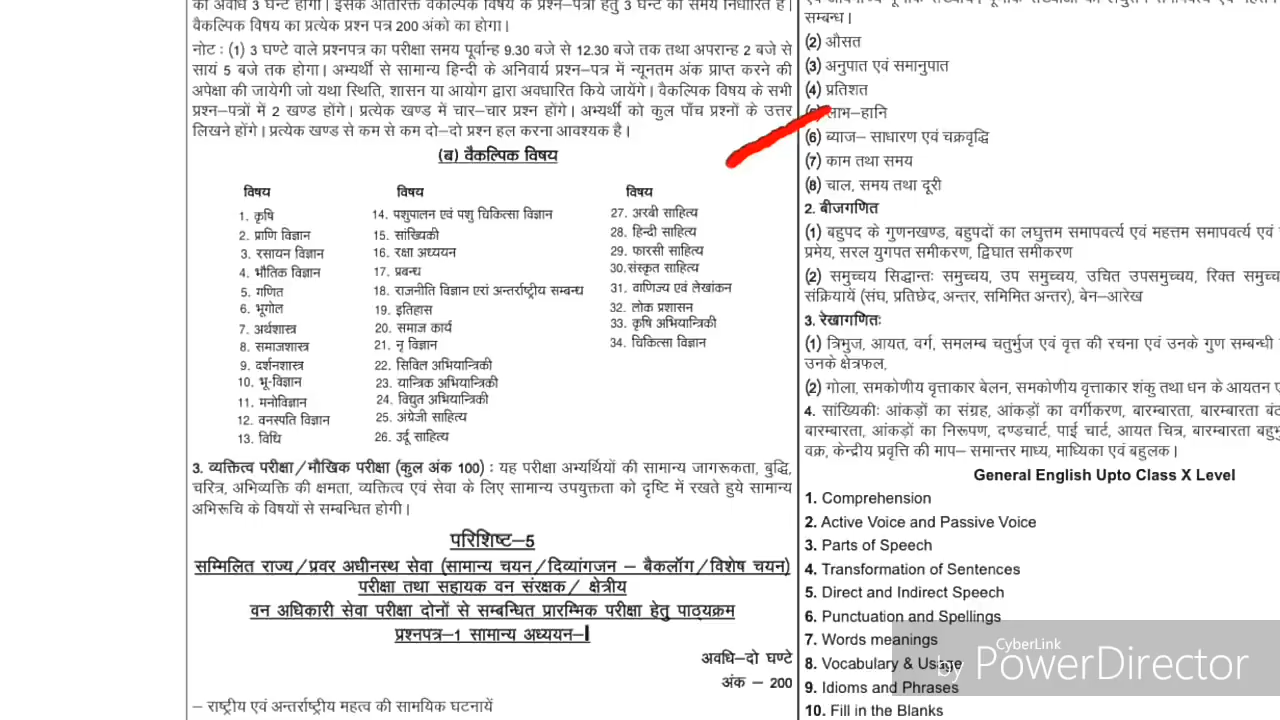 का अवधि 3 घन्टे होगी। इसके अतिरिक्त वैकल्पिक विषय के प्रश्न–पत्रों हेतु 3 घन्टे का समय निर्धारित है।
वैकल्पिक विषय का प्रत्येक प्रश्न पत्र 200 अंको का होगा।
नोट : (1) 3 घण्टे वाले प्रश्नपत्र का परीक्षा समय पूर्वान्ह 9.30 बजे से 12.30 बजे तक तथा अपरान्ह 2 बजे से
सायं 5 बजे तक होगा। अभ्यर्थी से सामान्य हिन्दी के अनिवार्य प्रश्न–पत्र में न्यूनतम अंक प्राप्त करने की
अपेक्षा की जायेगी जो यथा स्थिति, शासन या आयोग द्वारा अवधारित किये जायेंगे। वैकल्पिक विषय के सभी
प्रश्न–पत्रों में 2 खण्ड होंगे। प्रत्येक खण्ड में चार–चार प्रश्न होंगे। अभ्यर्थी को कुल पाँच प्रश्नों के उत्तर
लिखने होंगे। प्रत्येक खण्ड से कम से कम दो–दो प्रश्न हल करना आवश्यक है।
(ब) वैकल्पिक विषय
विषय
1. कृषि
2. प्राणि विज्ञान
3. रसायन विज्ञान
4. भौतिक विज्ञान
5. गणित
6. भूगोल
7. अर्थशास्त्र
8. समाजशास्त्र
9. दर्शनशास्त्र
10. भू-विज्ञान
11. मनोविज्ञान
12. वनस्पति विज्ञान
13. विधि
विषय
14. पशुपालन एवं पशु चिकित्सा विज्ञान
15. सांख्यिकी
16. रक्षा अध्ययन
17. प्रबन्ध
18. राजनीति विज्ञान एरां अन्तर्राष्ट्रीय सम्बन्ध
19. इतिहास
20. समाज कार्य
21. नृ विज्ञान
22. सिविल अभियान्त्रिकी
23. यान्त्रिक अभियान्त्रिकी
24. विद्युत अभियान्त्रिकी
25. अंग्रेजी साहित्य
26. उर्दू साहित्य
विषय
27. अरबी साहित्य
28. हिन्दी साहित्य
29. फारसी साहित्य
30.संस्कृत साहित्य
31. वाणिज्य एवं लेखांकन
32. लोक प्रशासन
33. कृषि अभियान्त्रिकी
34. चिकित्सा विज्ञान
3. व्यक्तित्व परीक्षा/मौखिक परीक्षा (कुल अंक 100) : यह परीक्षा अभ्यर्थियों की सामान्य जागरूकता, बुद्धि,
चरित्र, अभिव्यक्ति की क्षमता, व्यक्तित्व एवं सेवा के लिए सामान्य उपयुक्तता को दृष्टि में रखते हुये सामान्य
अभिरूचि के विषयों से सम्बन्धित होगी।
परिशिष्ट–5
सम्मिलित राज्य/प्रवर अधीनस्थ सेवा (सामान्य चयन/दिव्यांगजन – बैकलॉग/विशेष चयन)
परीक्षा तथा सहायक वन संरक्षक/ क्षेत्रीय
वन अधिकारी सेवा परीक्षा दोनों से सम्बन्धित प्रारम्भिक परीक्षा हेतु पाठ्यक्रम
प्रश्नपत्र–1 सामान्य अध्ययन–I
अवधि–दो घण्टे
अंक – 200
– राष्ट्रीय एवं अन्तर्राष्ट्रीय महत्व की सामयिक घटनायें
सम्बन्ध।
(2) औसत
(3) अनुपात एवं समानुपात
(4) प्रतिशत
लाभ–हानि
(6) ब्याज– साधारण एवं चक्रवृद्धि
(7) काम तथा समय
(8) चाल, समय तथा दूरी
2. बीजगणित
(1) बहुपद के गुणनखण्ड, बहुपदों का लघुत्तम समापवर्त्य एवं महत्तम समापवर्त्य एवं
प्रमेय, सरल युगपत समीकरण, द्विघात समीकरण
(2) समुच्चय सिद्धान्तः समुच्चय, उप समुच्चय, उचित उपसमुच्चय, रिक्त
संक्रियायें (संघ, प्रतिछेद, अन्तर, समिमित अन्तर), बेन–आरेख
3. रेखागणितः
(1) त्रिभुज, आयत, वर्ग, समलम्ब चतुर्भुज एवं वृत्त की रचना एवं उनके गुण सम्बन्धी
उनके क्षेत्रफल,
(2) गोला, समकोणीय वृत्ताकार बेलन, समकोणीय वृत्ताकार शंकु तथा धन के आयतन
4. सांख्यिकीः आंकड़ों का संग्रह, आंकड़ों का वर्गीकरण, बारम्बारता, बारम्बारता
बारम्बारता, आंकड़ों का निरूपण, दण्डचार्ट, पाई चार्ट, आयत चित्र, बारम्बारता
वक्र, केन्द्रीय प्रवृत्ति की माप– समान्तर माध्य, माध्यिका एवं बहुलक।
General English Upto Class X Level
1. Comprehension
2. Active Voice and Passive Voice
3. Parts of Speech
4. Transformation of Sentences
5. Direct and Indirect Speech
6. Punctuation and Spellings
7. Words meanings
8. Vocabulary & Usage
9. Idioms and Phrases
10. Fill in the Blanks
CyberLink
by PowerDirector